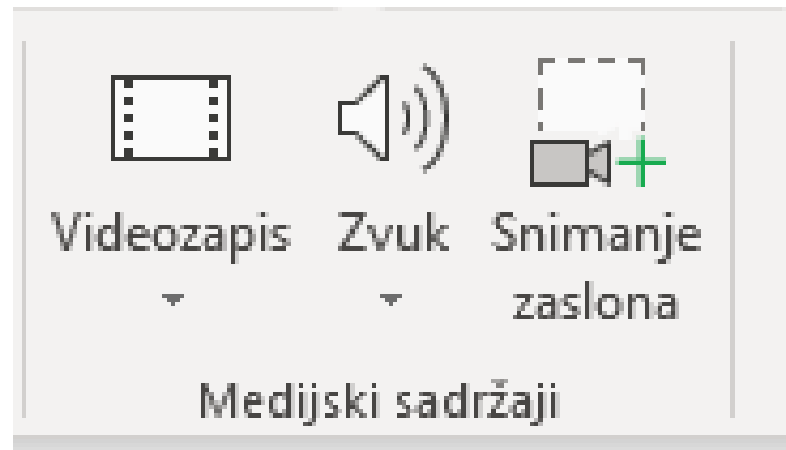 Videozapis
Zvuk
Snimanje
zaslona
Medijski sadržaji